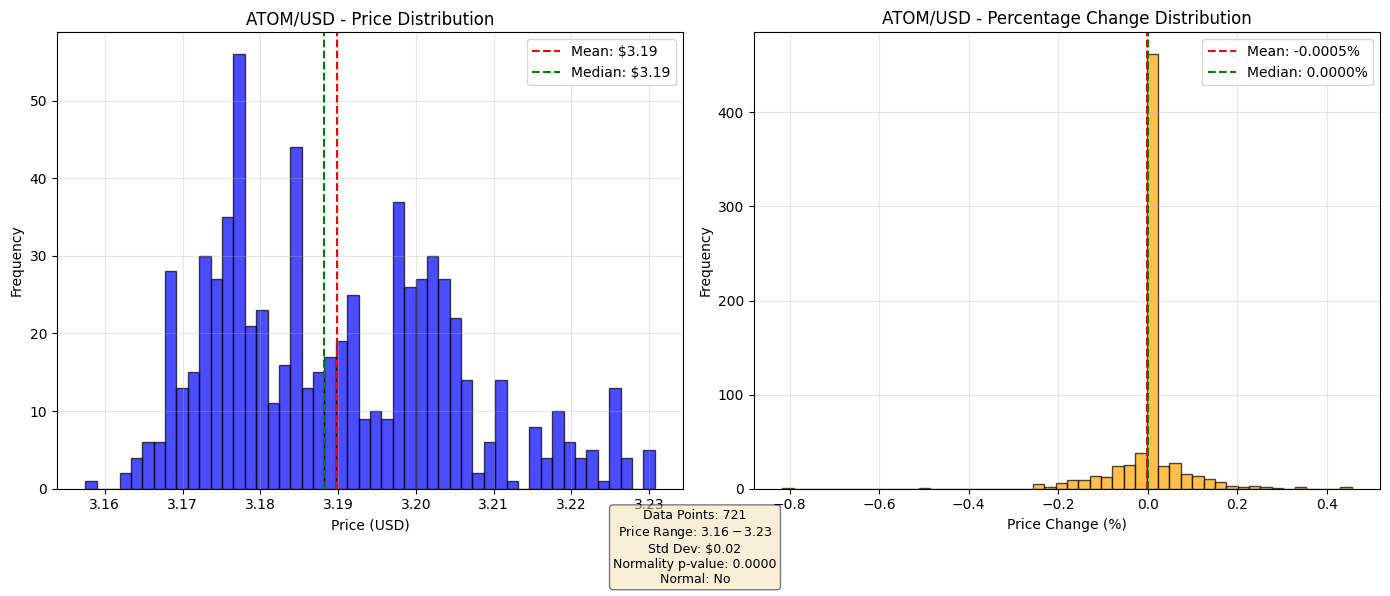 ATOM/USD - Price Distribution
Mean: $3.19
Median: $3.19
Frequency
50
40
30
20
10
0
3.16
3.17
3.18
3.19
3.20
3.21
3.22
3.23
Price (USD)
ATOM/USD - Percentage Change Distribution
Mean: -0.0005%
Median: 0.0000%
Frequency
400
300
200
100
0
−0.8
−0.6
−0.4
−0.2
0.0
0.2
0.4
Price Change (%)
Data Points: 721
Price Range: 3.16 − 3.23
Std Dev: $0.02
Normality p-value: 0.0000
Normal: No